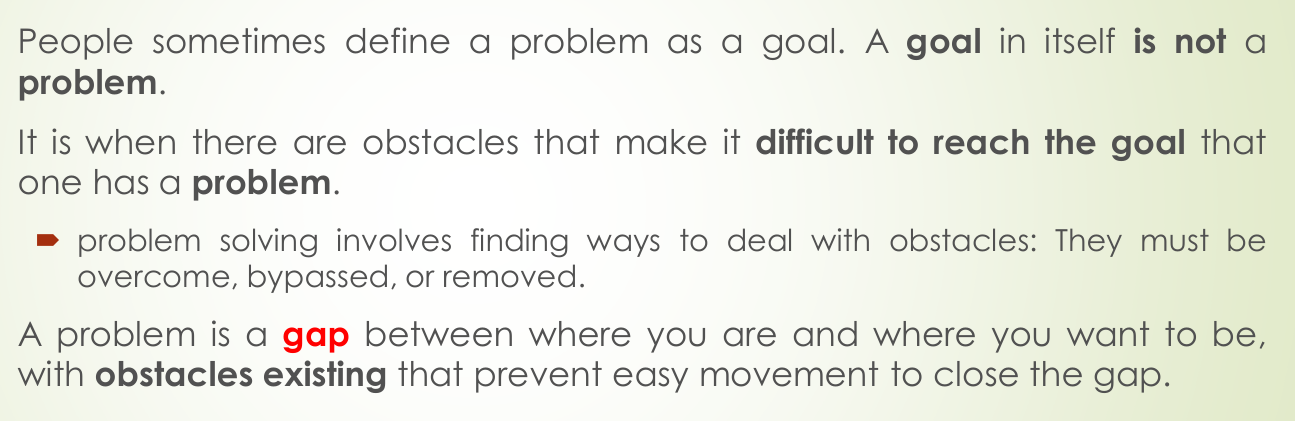 People sometimes define a problem as a goal. A goal in itself is not a
problem.
It is when there are obstacles that make it difficult to reach the goal that
one has a problem.
problem solving involves finding ways to deal with obstacles: They must be
overcome, bypassed, or removed.
A problem is a gap between where you are and where you want to be,
with obstacles existing that prevent easy movement to close the gap.